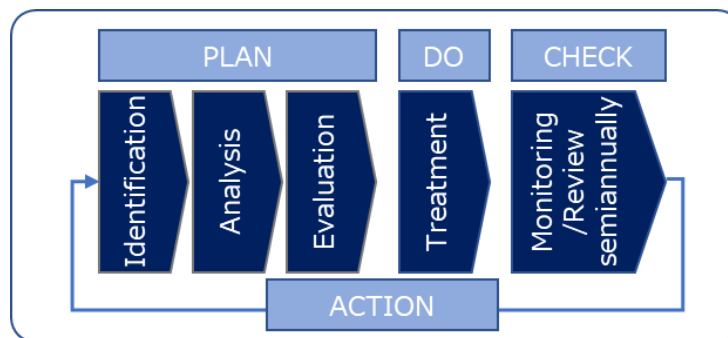 PLAN
DO
CHECK
Identification
Analysis
Evaluation
Treatment
Monitoring
/Review
semiannually
ACTION